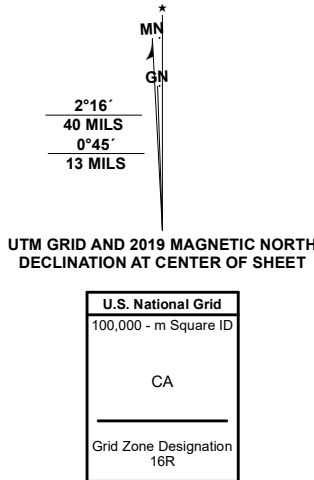 ★
MN
GN
2°16´
40 MILS
0°45´
13 MILS
UTM GRID AND 2019 MAGNETIC NORTH
DECLINATION AT CENTER OF SHEET
U.S. National Grid
100,000 - m Square ID
CA
Grid Zone Designation
16R